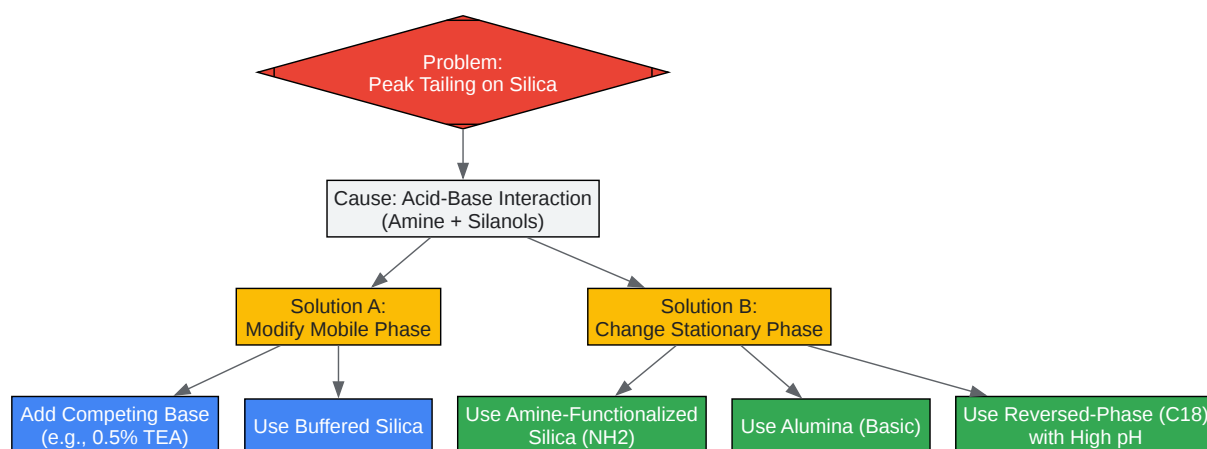 Problem:
Peak Tailing on Silica
Cause: Acid-Base Interaction
(Amine + Silanols)
Solution A:
Modify Mobile Phase
Solution B:
Change Stationary Phase
Add Competing Base
(e.g., 0.5% TEA)
Use Buffered Silica
Use Amine-Functionalized
Silica (NH2)
Use Alumina (Basic)
Use Reversed-Phase (C18)
with High pH